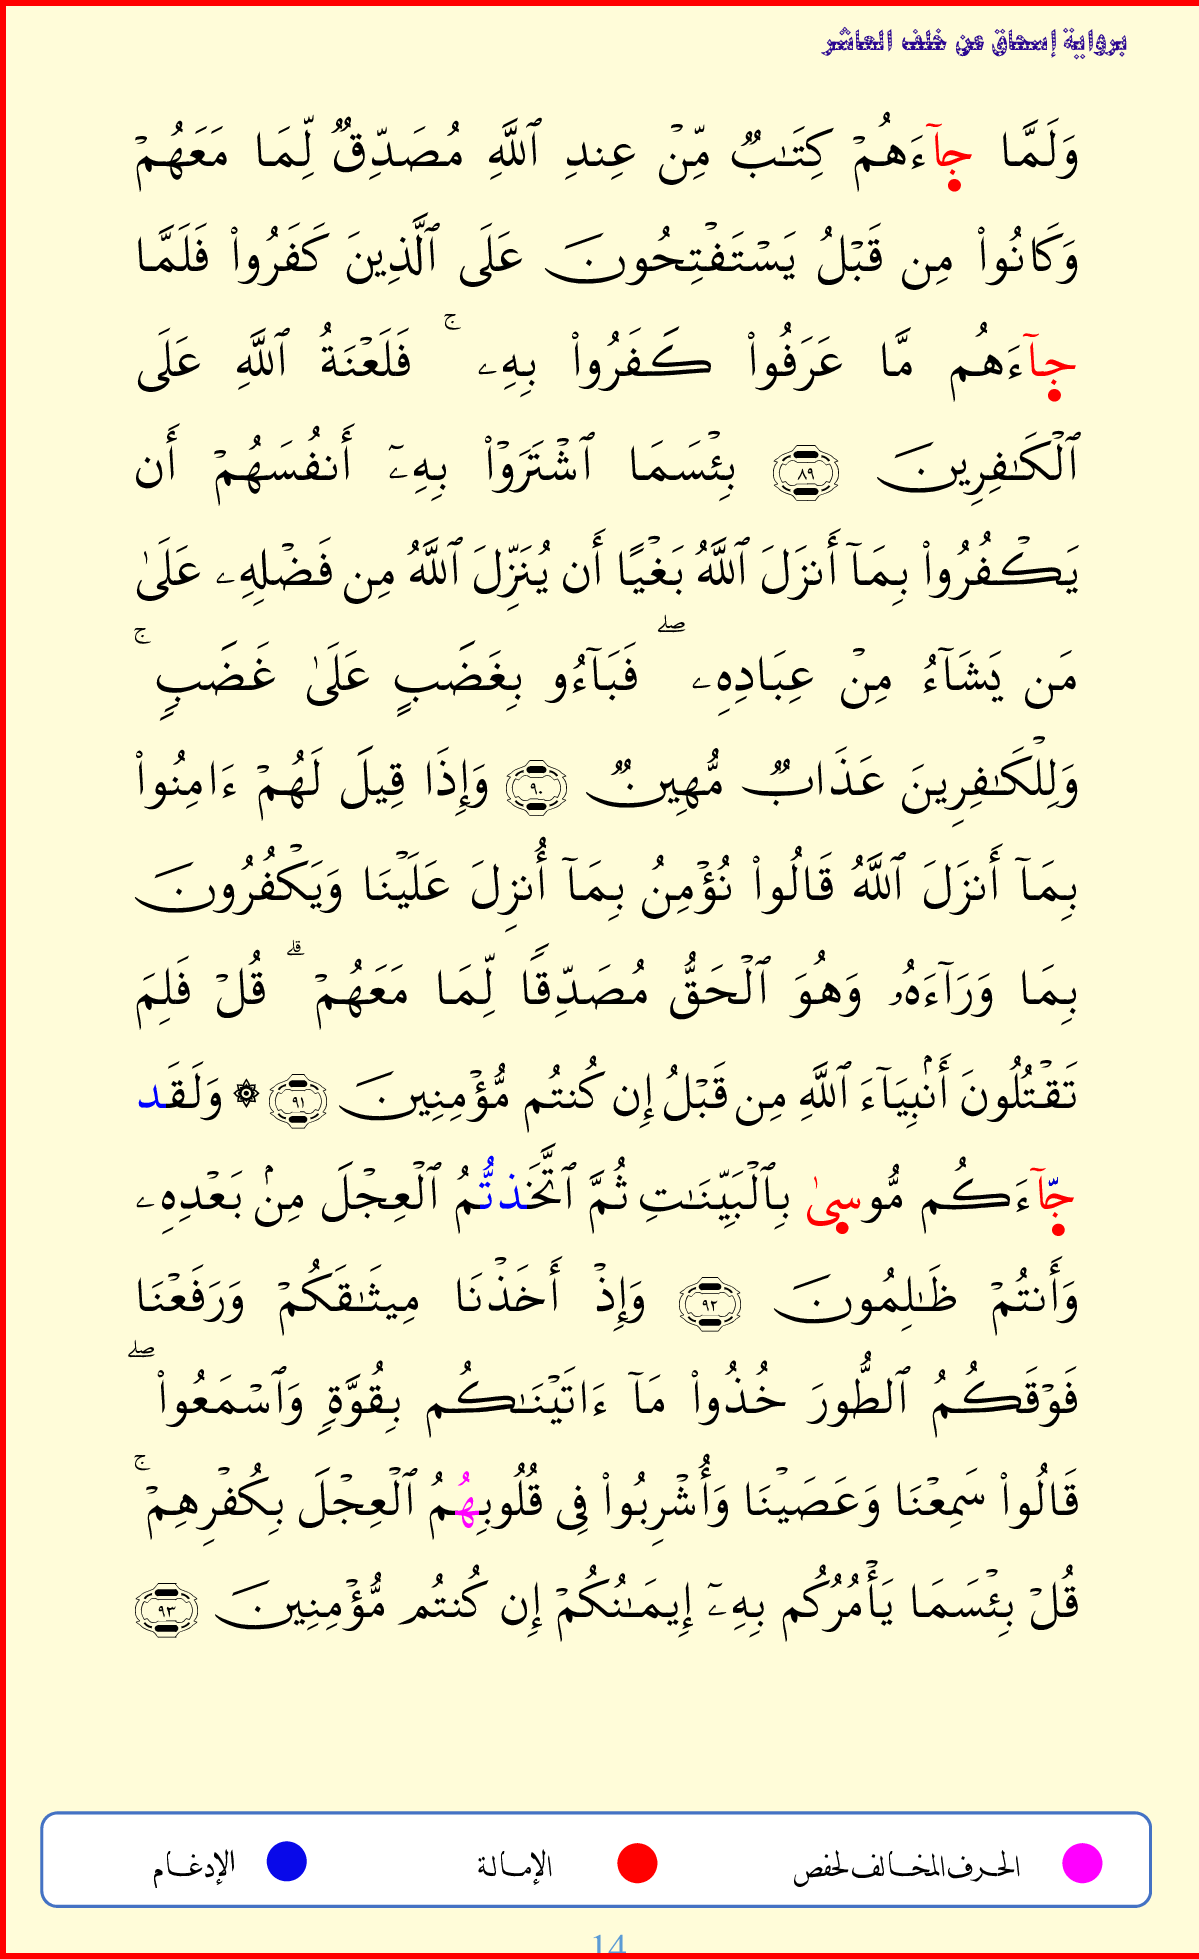 برواية إسحاق عن خلف العاشر
وَلَمَّا جَآءَهُمۡ كِتَٰبٞ مِّنۡ عِندِ ٱللَّهِ مُصَدِّقٞ لِّمَا مَعَهُمۡ
وَكَانُواْ مِن قَبۡلُ يَسۡتَفۡتِحُونَ عَلَى ٱلَّذِينَ كَفَرُواْ فَلَمَّا
جَآءَهُم مَّا عَرَفُواْ كَفَرُواْ بِهِۦ ۚ فَلَعۡنَةُ ٱللَّهِ عَلَى
ٱلۡكَٰفِرِينَ ٨٩ بِئۡسَمَا ٱشۡتَرَوۡاْ بِهِۦٓ أَنفُسَهُمۡ أَن
يَكۡفُرُواْ بِمَآ أَنزَلَ ٱللَّهُ بَغۡيًا أَن يُنَزِّلَ ٱللَّهُ مِن فَضۡلِهِۦ عَلَىٰ
مَن يَشَآءُ مِنۡ عِبَادِهِۦ ۖ فَبَآءُو بِغَضَبٍ عَلَىٰ غَضَبٖ ۚ
وَلِلۡكَٰفِرِينَ عَذَابٞ مُّهِينٞ ٩٠ وَإِذَا قِيلَ لَهُمۡ ءَامِنُواْ
بِمَآ أَنزَلَ ٱللَّهُ قَالُواْ نُؤۡمِنُ بِمَآ أُنزِلَ عَلَيۡنَا وَيَكۡفُرُونَ
بِمَا وَرَآءَهُۥ وَهُوَ ٱلۡحَقُّ مُصَدِّقٗا لِّمَا مَعَهُمۡ ۗ قُلۡ فَلِمَ
تَقۡتُلُونَ أَنۢبِيَآءَ ٱللَّهِ مِن قَبۡلُ إِن كُنتُم مُّؤۡمِنِينَ ٩١ ۞ وَلَقَد
جَّآءَكُم مُّوسىٰ بِٱلۡبَيِّنَٰتِ ثُمَّ ٱتَّخَذتُّمُ ٱلۡعِجۡلَ مِنۢ بَعۡدِهِۦ
وَأَنتُمۡ ظَٰلِمُونَ ٩٢ وَإِذۡ أَخَذۡنَا مِيثَٰقَكُمۡ وَرَفَعۡنَا
فَوۡقَكُمُ ٱلطُّورَ خُذُواْ مَآ ءَاتَيۡنَٰكُم بِقُوَّةٖ وَٱسۡمَعُواْ ۖ
قَالُواْ سَمِعۡنَا وَعَصَيۡنَا وَأُشۡرِبُواْ فِي قُلُوبِهُمُ ٱلۡعِجۡلَ بِكُفۡرِهِمۡ ۚ
قُلۡ بِئۡسَمَا يَأۡمُرُكُم بِهِۦٓ إِيمَٰنُكُمۡ إِن كُنتُم مُّؤۡمِنِينَ ٩٣
الحرف المخالف لحفص الإمالة الإدغام
14